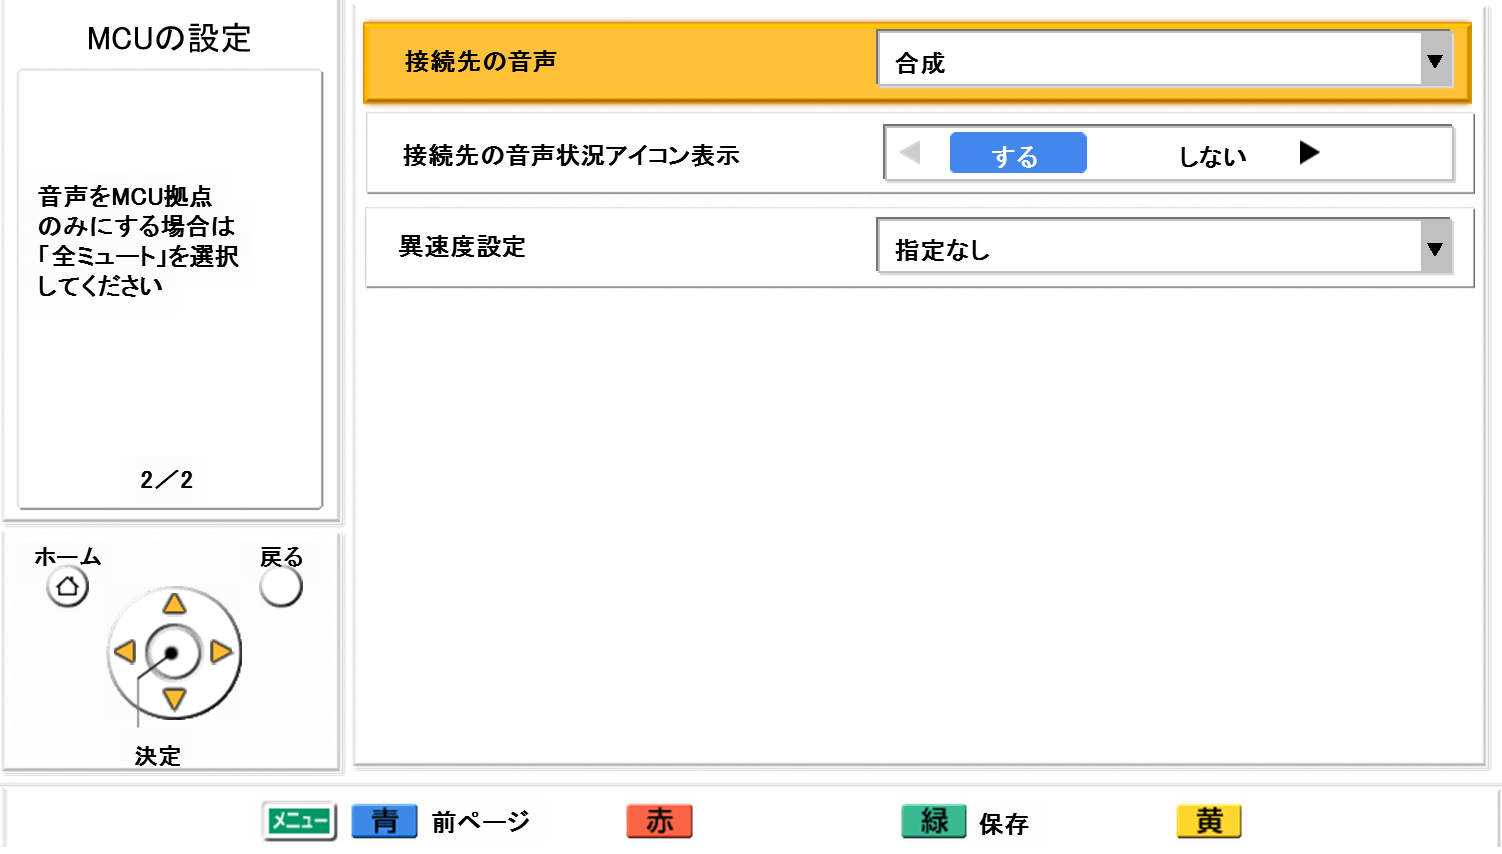 MCUの設定
音声をMCU拠点
のみにする場合は
「全ミュート」を選択
してください
2／2
ホーム
戻る
決定
接続先の音声
合成
接続先の音声状況アイコン表示
する
しない
異速度設定
指定なし
メニュー
青
前ページ
赤
緑
保存
黄